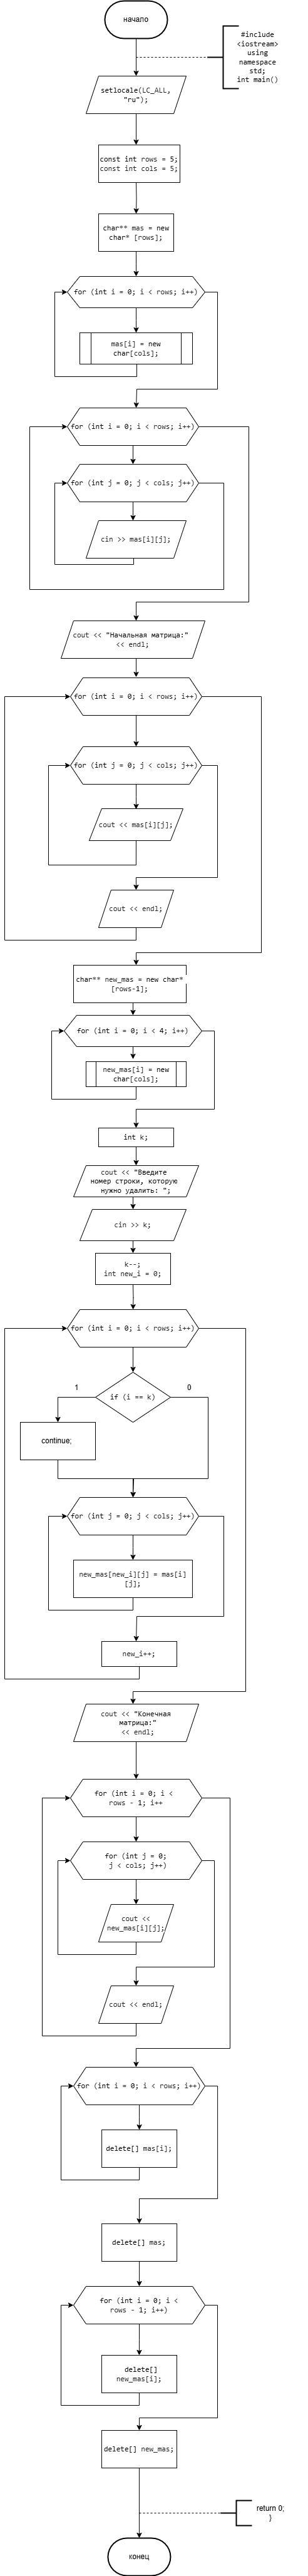 начало
#include
<iostream>
using
namespace
std;
int main()
setlocale(LC_ALL,
"ru");
const int rows = 5;
const int cols = 5;
char** mas = new
char* [rows];
for (int i = 0; i < rows; i++)
mas[i] = new
char[cols];
for (int i = 0; i < rows; i++)
for (int j = 0; j < cols; j++)
cin >> mas[i][j];
cout << "Начальная матрица:"
<< endl;
for (int i = 0; i < rows; i++)
for (int j = 0; j < cols; j++)
cout << mas[i][j];
cout << endl;
char** new_mas = new char*
[rows-1];
for (int i = 0; i < 4; i++)
new_mas[i] = new
char[cols];
int k;
cout << "Введите
номер строки, которую
нужно удалить: ";
cin >> k;
k--;
int new_i = 0;
for (int i = 0; i < rows; i++)
1
0
if (i == k)
continue;
for (int j = 0; j < cols; j++)
new_mas[new_i][j] = mas[i]
[j];
new_i++;
cout << "Конечная
матрица:"
<< endl;
for (int i = 0; i <
rows - 1; i++
for (int j = 0;
j < cols; j++)
cout <<
new_mas[i][j];
cout << endl;
for (int i = 0; i < rows; i++)
delete[] mas[i];
delete[] mas;
for (int i = 0; i <
rows - 1; i++)
delete[]
new_mas[i];
delete[] new_mas;
return 0;
}
конец